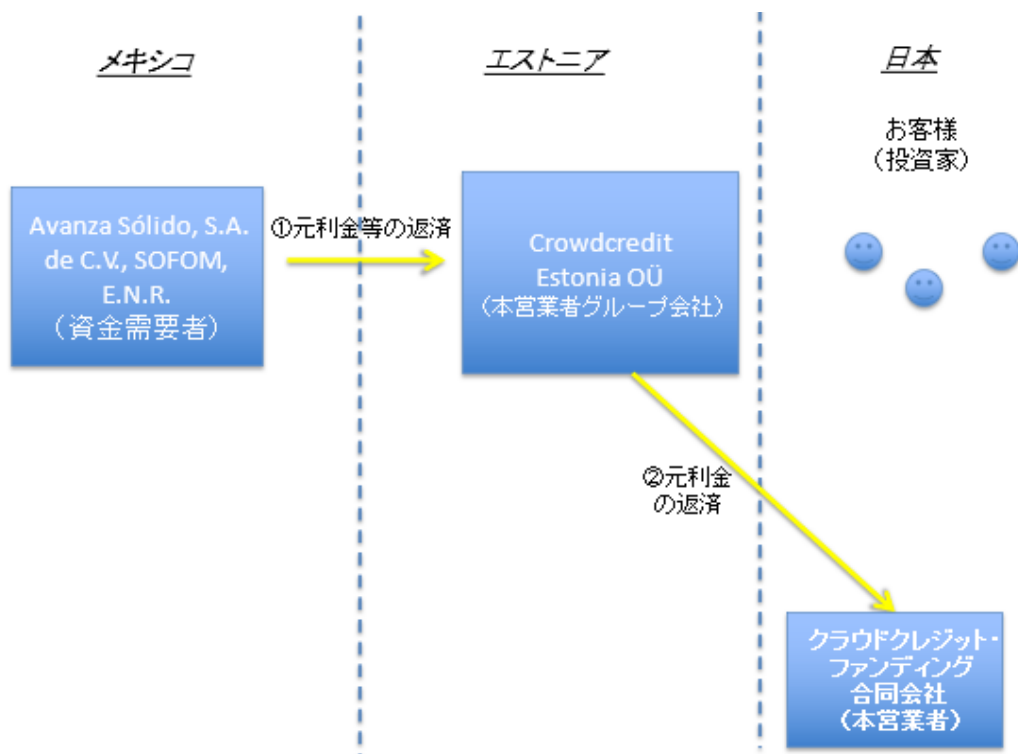 メキシコ
エストニア
日本
お客様
（投資家）
Avanza Sólido, S.A.
de C.V., SOFOM,
E.N.R.
（資金需要者）
①元利金等の返済
Crowdcredit
Estonia OÜ
（本営業者グループ会社）
②元利金
の返済
クラウドクレジット・
ファンディング
合同会社
（本営業者）